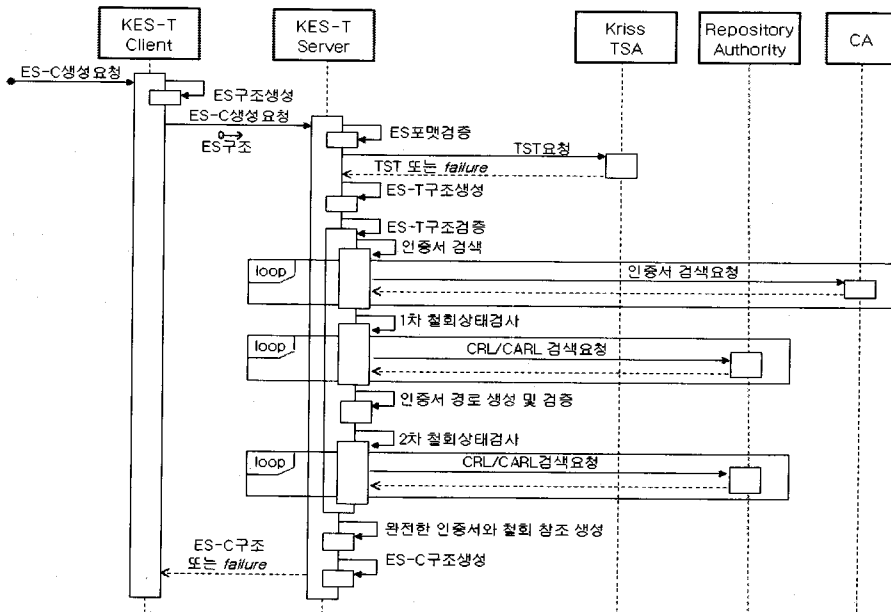 KES-T
Client
KES-T
Server
Kriss
TSA
Repository
Authority
CA
ES-C생성요청
ES구조생성
ES-C생성요청
ES구조
ES포맷검증
TST요청
TST 또는 failure
ES-T구조생성
ES-T구조검증
인증서 검색
loop
인증서 검색요청
1차 철회상태검사
loop
CRL/CARL 검색요청
인증서 경로 생성 및 검증
2차 철회상태검사
loop
CRL/CARL검색요청
완전한 인증서와 철회 참조 생성
ES-C구조
또는 failure
ES-C구조생성